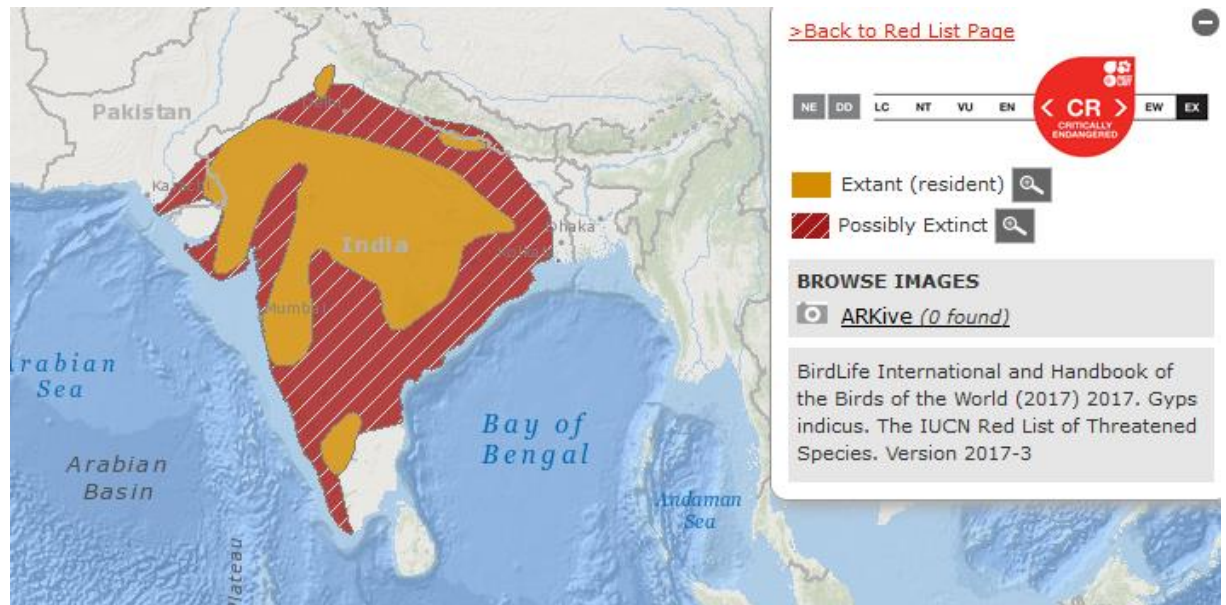 >Back to Red List Page
NE DD LC NT VU EN < CR > EW EX
CRITICALLY
ENDANGERED
Extant (resident)
Possibly Extinct
BROWSE IMAGES
ARKive (0 found)
BirdLife International and Handbook of
the Birds of the World (2017) 2017. Gyps
indicus. The IUCN Red List of Threatened
Species. Version 2017-3
Pakistan
Delhi
India
Mumbai
Arabian
Sea
Arabian
Basin
Bay of
Bengal
Andaman
Sea
Plateau